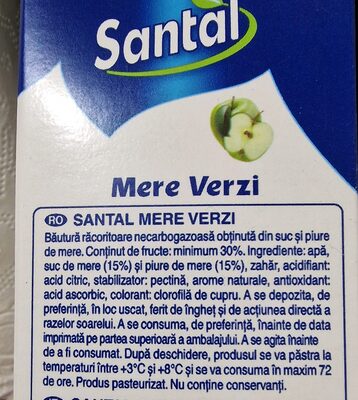 Santal
Mere Verzi
RO SANTAL MERE VERZI
Băutură răcoritoare necarbogazoasă obținută din suc și piure
de mere. Conținut de fructe: minimum 30%. Ingrediente: apă,
suc de mere (15%) și piure de mere (15%), zahăr, acidifiant:
acid citric, stabilizator: pectină, arome naturale, antioxidant:
acid ascorbic, colorant: clorofilă de cupru. A se depozita, de
preferință, în loc uscat, ferit de îngheț și de acțiunea directă a
razelor soarelui. A se consuma, de preferință, înainte de data
imprimată pe partea superioară a ambalajului. A se agita înainte
de a fi consumat. După deschidere, produsul se va păstra la
temperaturi între +3°C și +8°C și se va consuma în maxim 72
de ore. Produs pasteurizat. Nu conține conservanți.